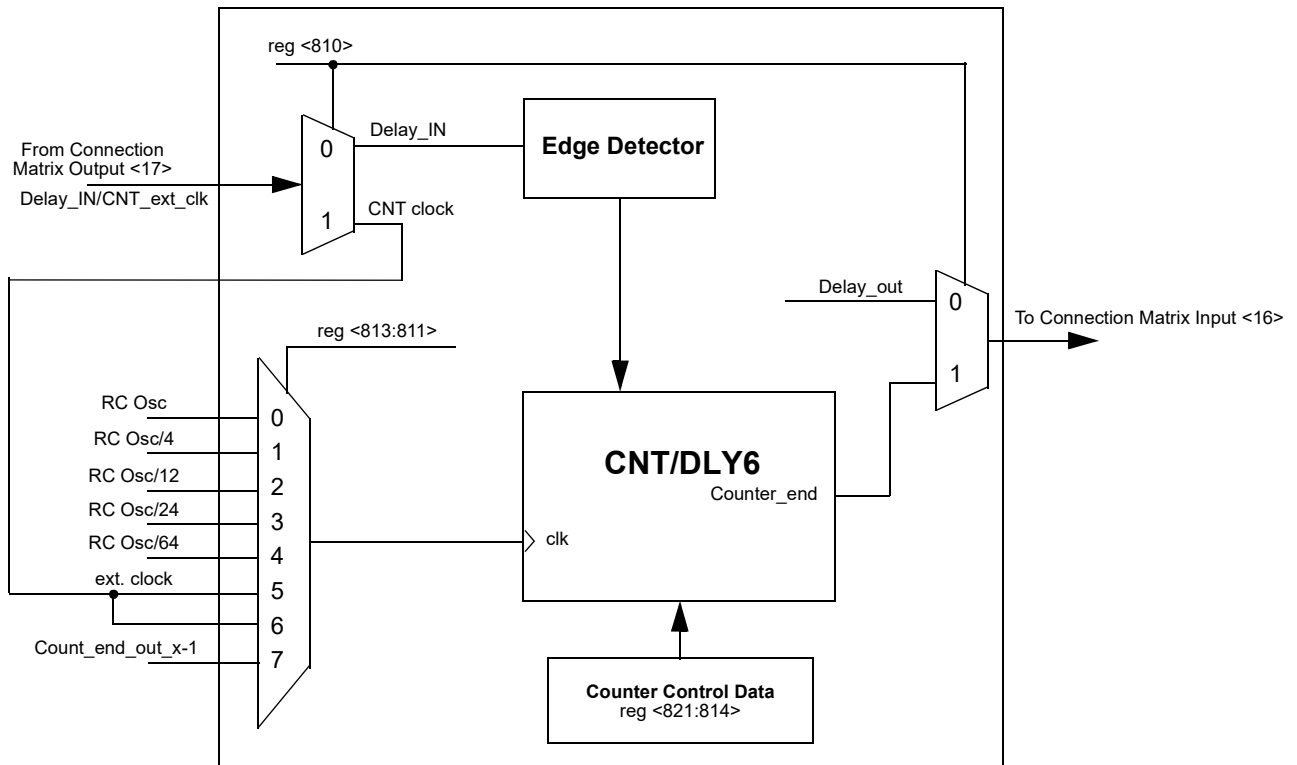 reg <810>
From Connection
Matrix Output <17>
Delay_IN/CNT_ext_clk
0
1
Delay_IN
CNT clock
Edge Detector
Delay_out
0
1
To Connection Matrix Input <16>
reg <813:811>
RC Osc
RC Osc/4
RC Osc/12
RC Osc/24
RC Osc/64
ext. clock
Count_end_out_x-1
0
1
2
3
4
5
6
7
CNT/DLY6
Counter_end
clk
Counter Control Data
reg <821:814>